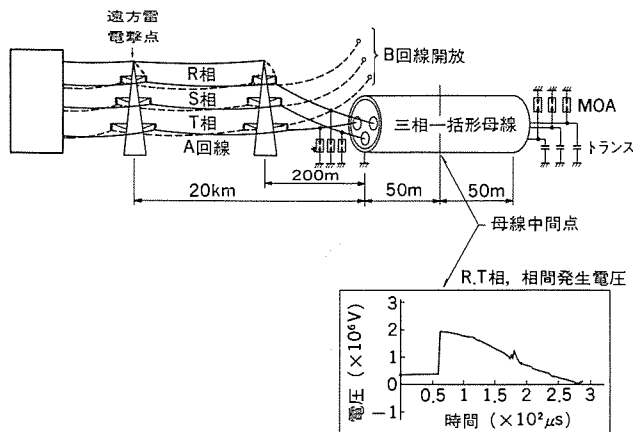 遠方雷
電撃点
B回線開放
R相
S相
T相
A回線
三相一括形母線
MOA
トランス
200m
20km
50m
50m
母線中間点
R.T相，相間発生電圧
電圧 (×10⁶V)
3
2
1
0
-1
0.5
1
1.5
2
2.5
3
時間 (×10²μs)